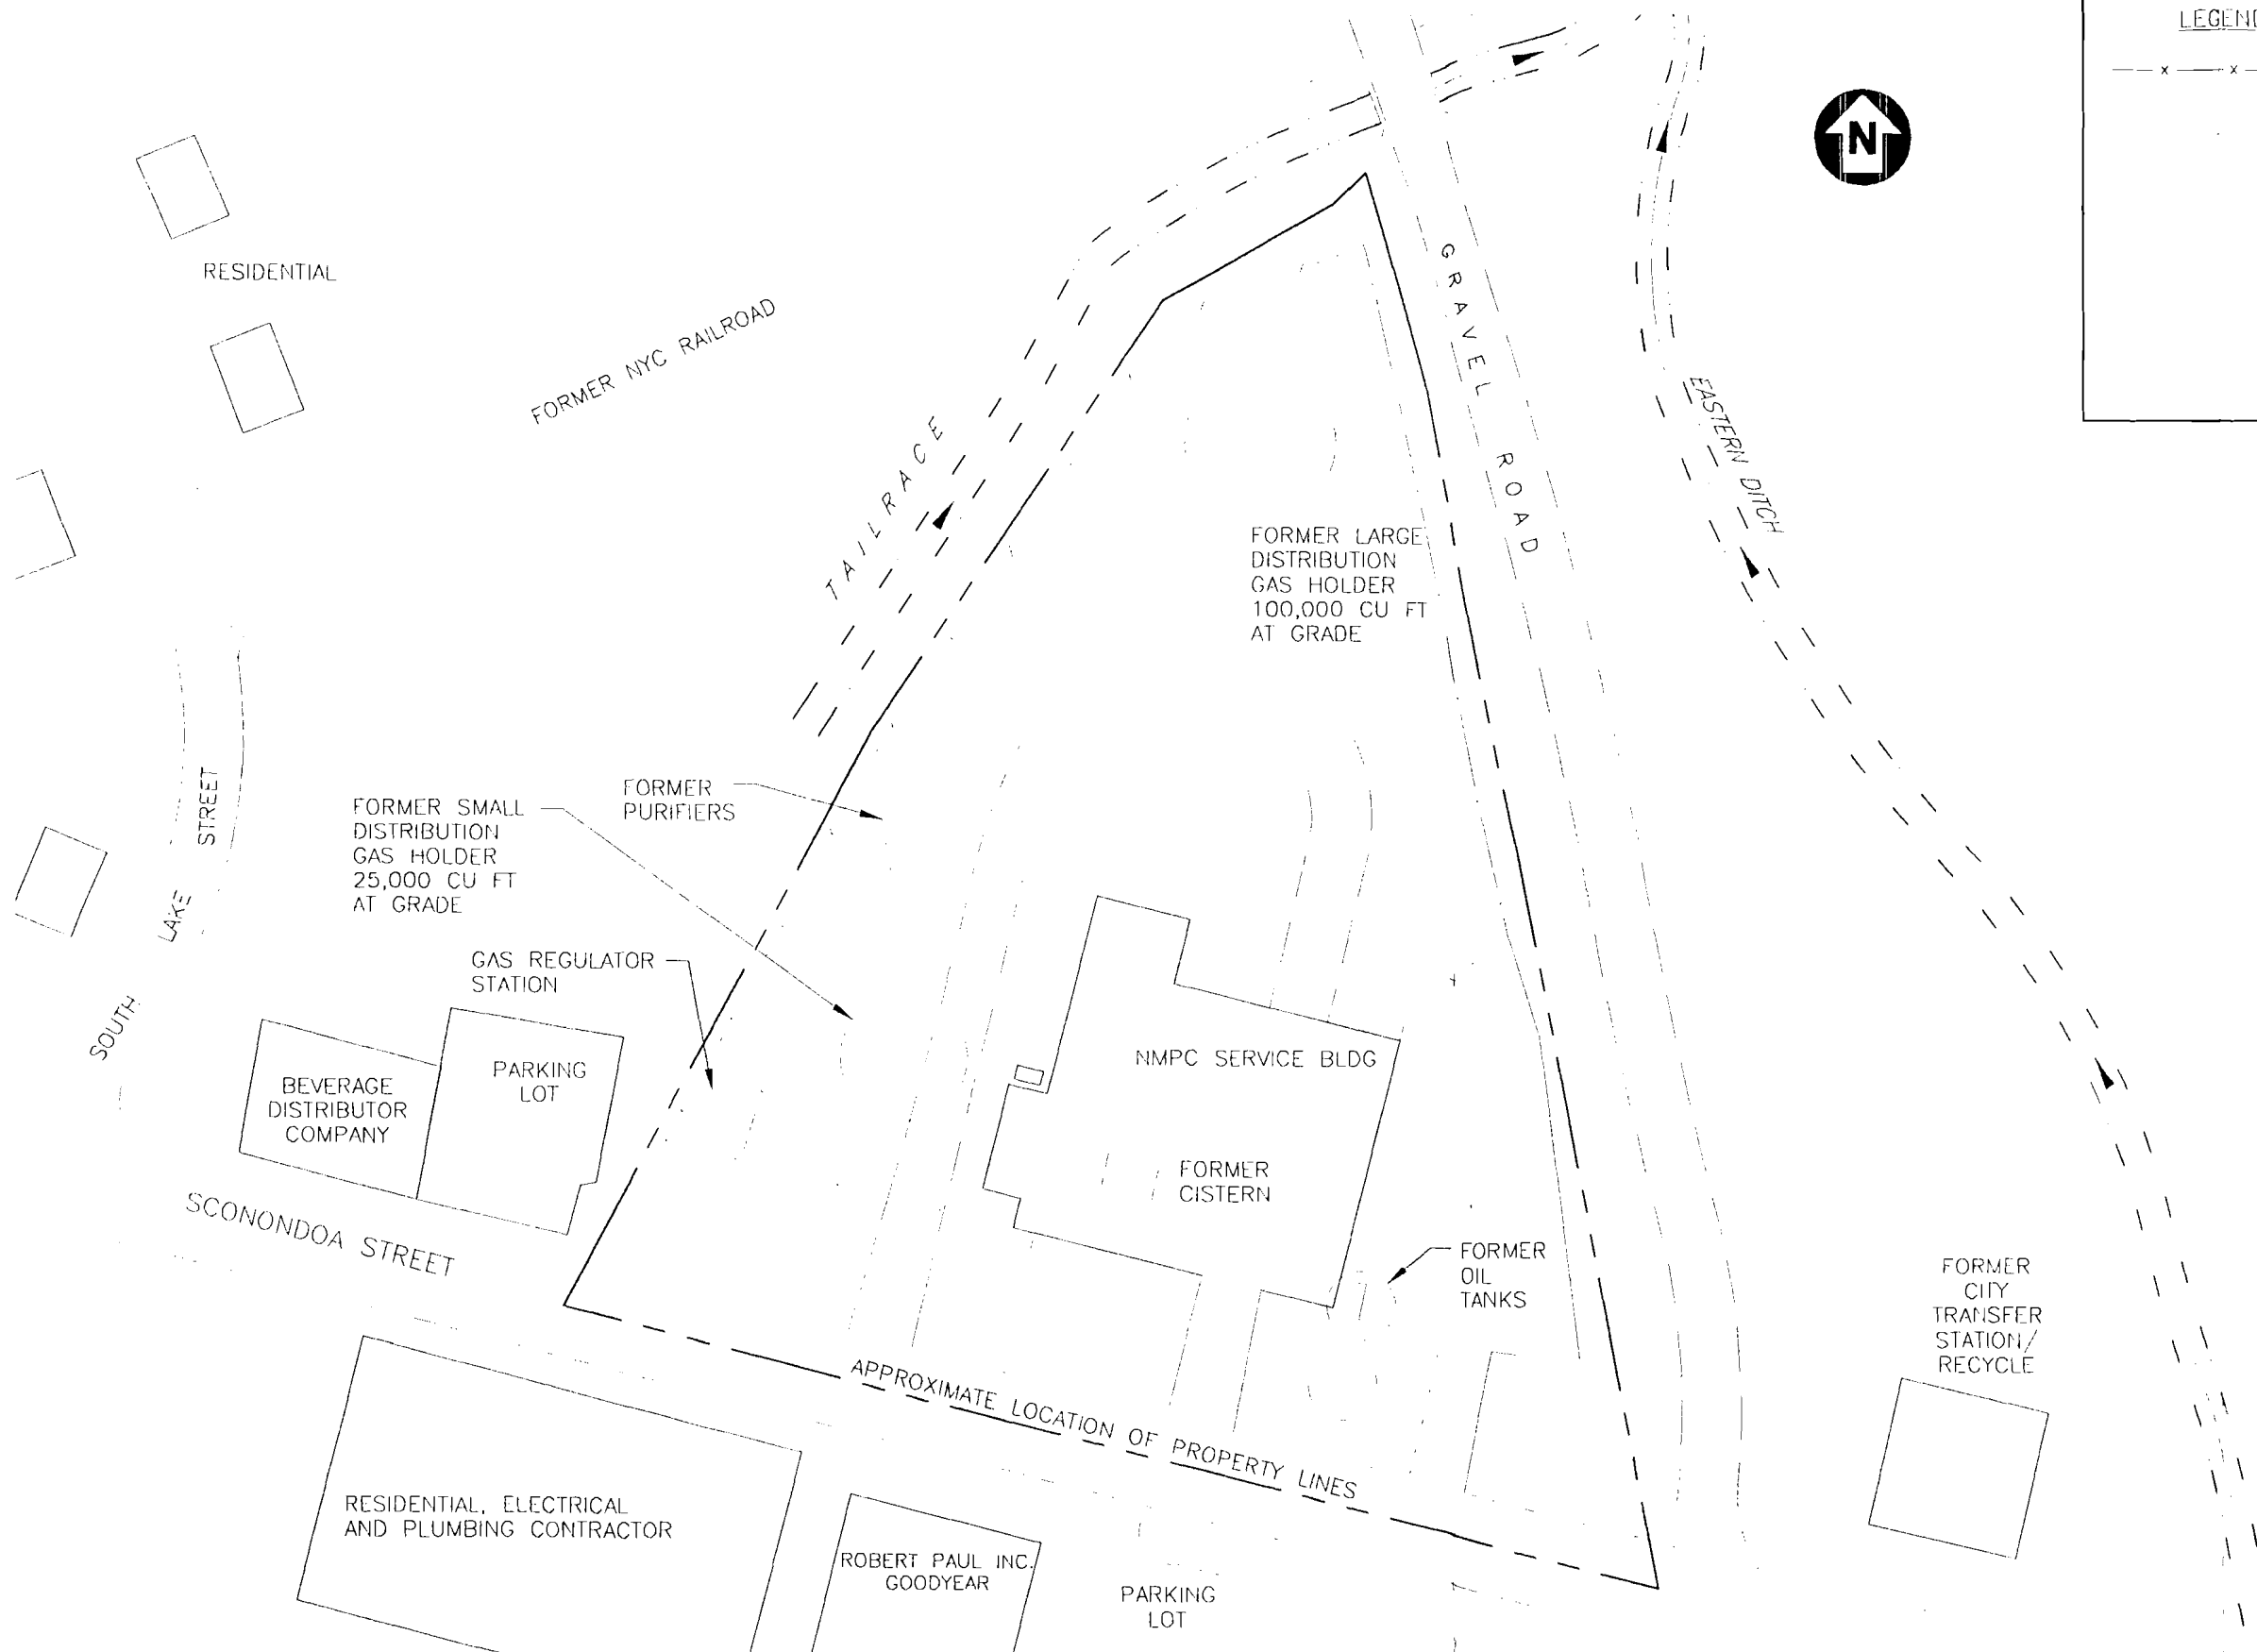 LEGEND
x x
N
RESIDENTIAL
FORMER NYC RAILROAD
TAILRACE
GRAVEL ROAD
EASTERN DITCH
FORMER LARGE
DISTRIBUTION
GAS HOLDER
100,000 CU FT
AT GRADE
FORMER
PURIFIERS
FORMER SMALL
DISTRIBUTION
GAS HOLDER
25,000 CU FT
AT GRADE
SOUTH LAKE STREET
GAS REGULATOR
STATION
PARKING
LOT
BEVERAGE
DISTRIBUTOR
COMPANY
NMPC SERVICE BLDG
FORMER
CISTERN
SCONONDOA STREET
FORMER
OIL
TANKS
FORMER
CITY
TRANSFER
STATION/
RECYCLE
APPROXIMATE LOCATION OF PROPERTY LINES
RESIDENTIAL, ELECTRICAL
AND PLUMBING CONTRACTOR
ROBERT PAUL INC.
GOODYEAR
PARKING
LOT